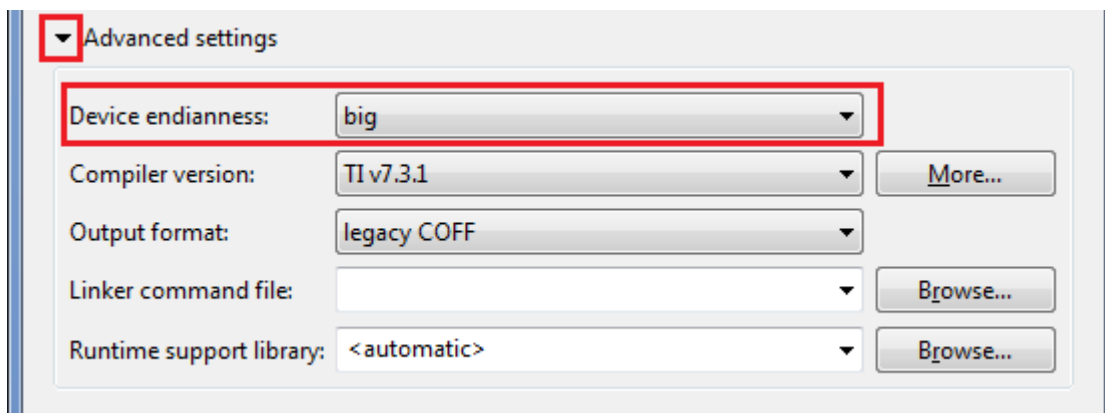 Advanced settings
Device endianness: big
Compiler version: TI v7.3.1 More...
Output format: legacy COFF
Linker command file: Browse...
Runtime support library: <automatic> Browse...